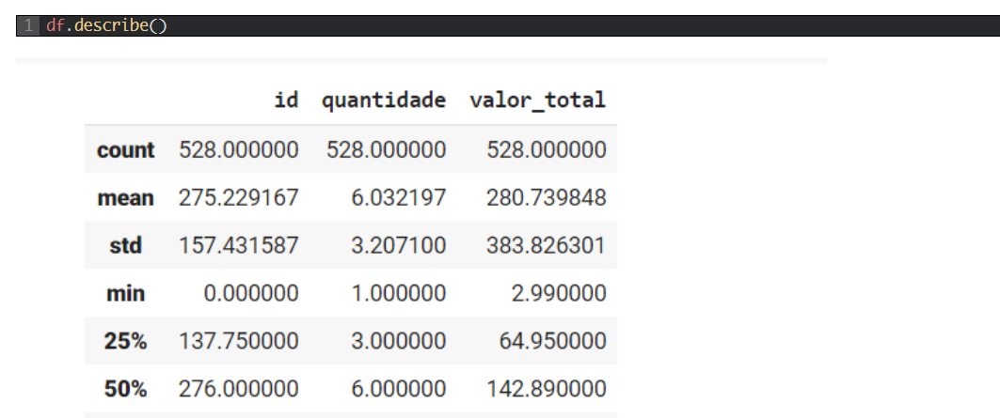 1 df.describe()
id quantidade valor_total
count 528.000000 528.000000 528.000000
mean 275.229167 6.032197 280.739848
std 157.431587 3.207100 383.826301
min 0.000000 1.000000 2.990000
25% 137.750000 3.000000 64.950000
50% 276.000000 6.000000 142.890000